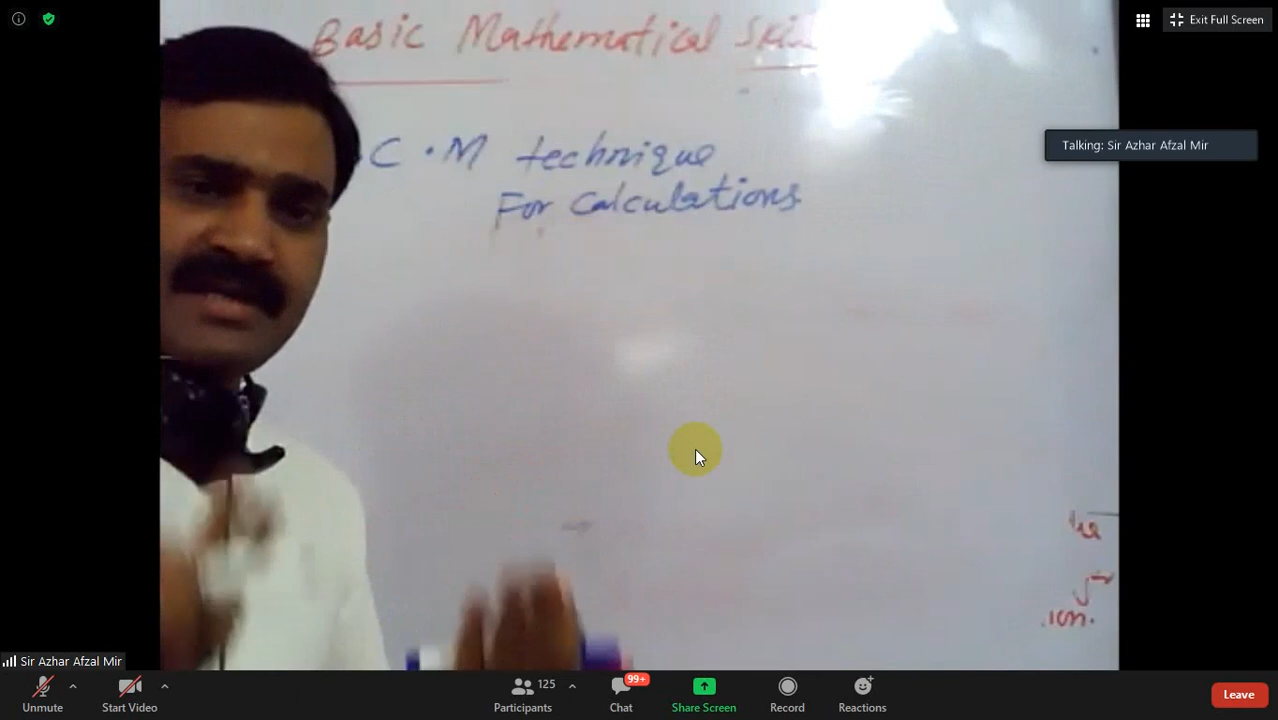 Exit Full Screen
Basic Mathematical
C.M technique
For Calculations
Talking: Sir Azhar Afzal Mir
Sir Azhar Afzal Mir
125
99+
Unmute
Start Video
Participants
Chat
Share Screen
Record
Reactions
Leave